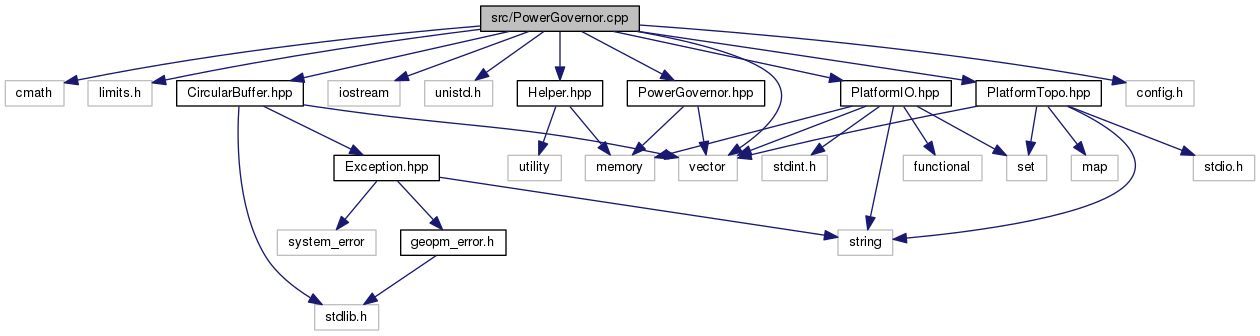 src/PowerGovernor.cpp
cmath
limits.h
CircularBuffer.hpp
iostream
unistd.h
Helper.hpp
PowerGovernor.hpp
PlatformIO.hpp
PlatformTopo.hpp
config.h
Exception.hpp
utility
memory
vector
stdint.h
functional
set
map
stdio.h
system_error
geopm_error.h
string
stdlib.h